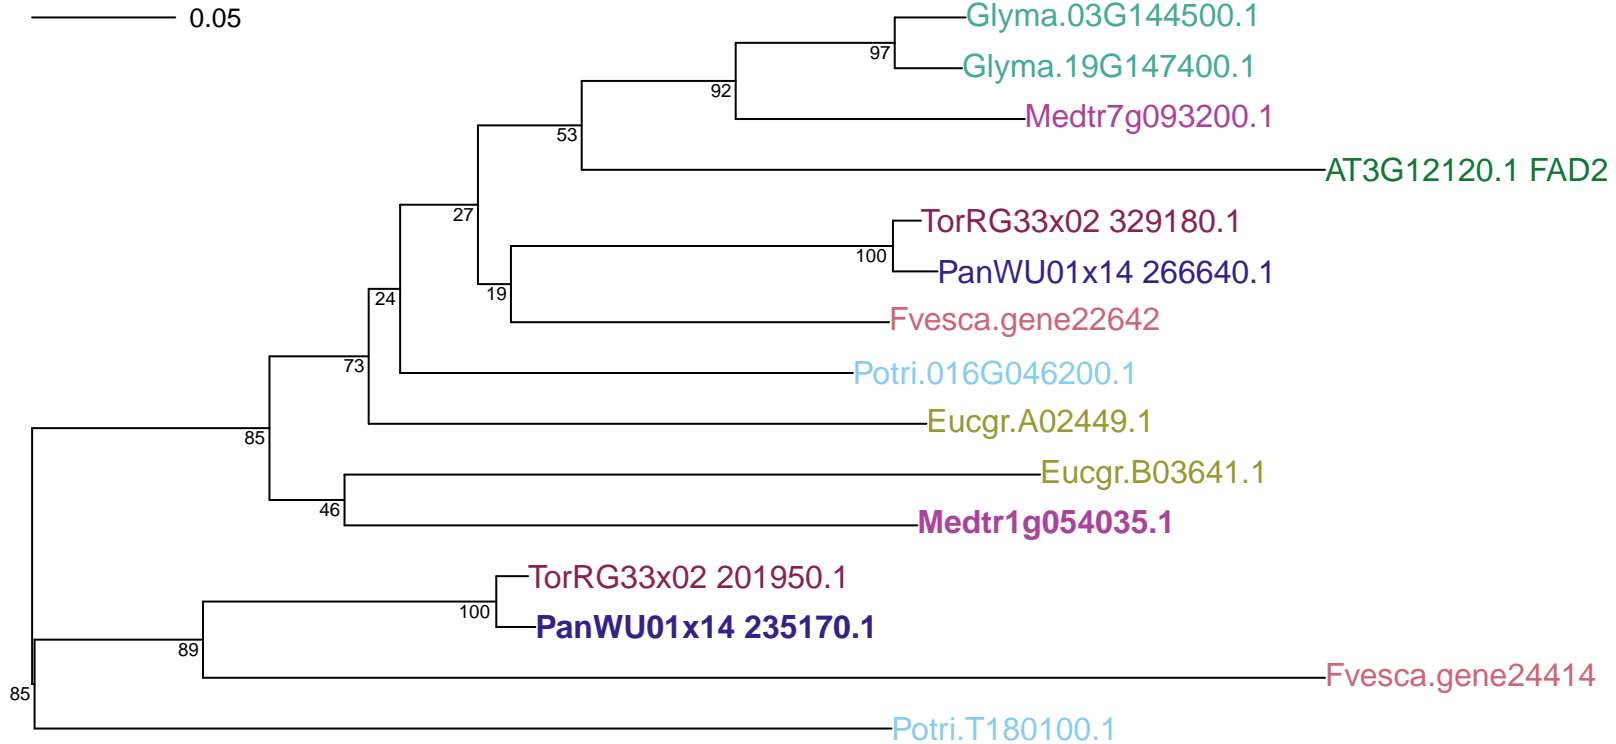 0.05
Glyma.03G144500.1
97
Glyma.19G147400.1
92
Medtr7g093200.1
53
AT3G12120.1 FAD2
27
TorRG33x02 329180.1
100
PanWU01x14 266640.1
19
24
Fvesca.gene22642
73
Potri.016G046200.1
Eucgr.A02449.1
85
Eucgr.B03641.1
46
Medtr1g054035.1
TorRG33x02 201950.1
100
PanWU01x14 235170.1
89
Fvesca.gene24414
85
Potri.T180100.1